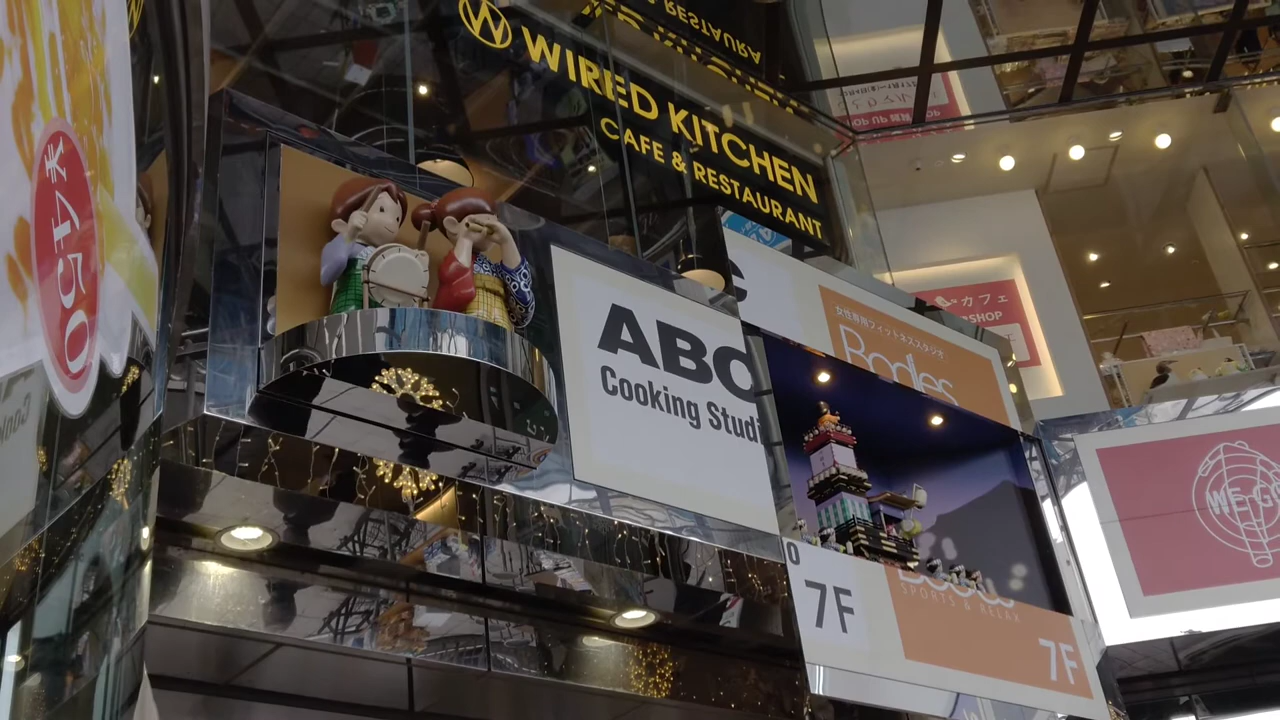 ¥450
WIRED KITCHEN
CAFE & RESTAURANT
ABC
Cooking Studi
7F
女性専用フィットネススタジオ
Bodies
SPORTS & RELAX
7F
カフェ
SHOP